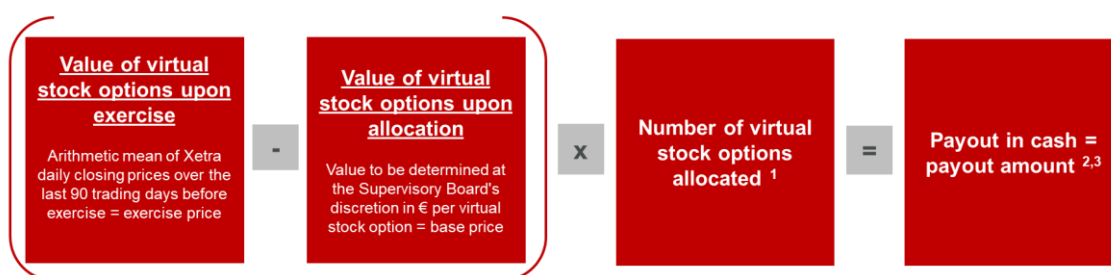 Value of virtual
stock options upon
exercise
Arithmetic mean of Xetra
daily closing prices over the
last 90 trading days before
exercise = exercise price
-
Value of virtual
stock options upon
allocation
Value to be determined at
the Supervisory Board's
discretion in € per virtual
stock option = base price
x
Number of virtual
stock options
allocated ¹
=
Payout in cash =
payout amount ²,³